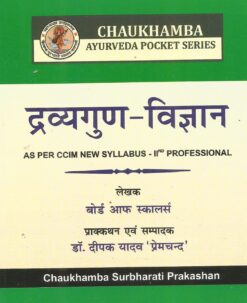 CHAUKHAMBA
AYURVEDA POCKET SERIES
द्रव्यगुण-विज्ञान
AS PER CCIM NEW SYLLABUS - IIND PROFESSIONAL
लेखक
बोर्ड आफ स्कालर्स
प्राक्कथन एवं सम्पादक
डॉ. दीपक यादव 'प्रेमचन्द'
Chaukhamba Surbharati Prakashan